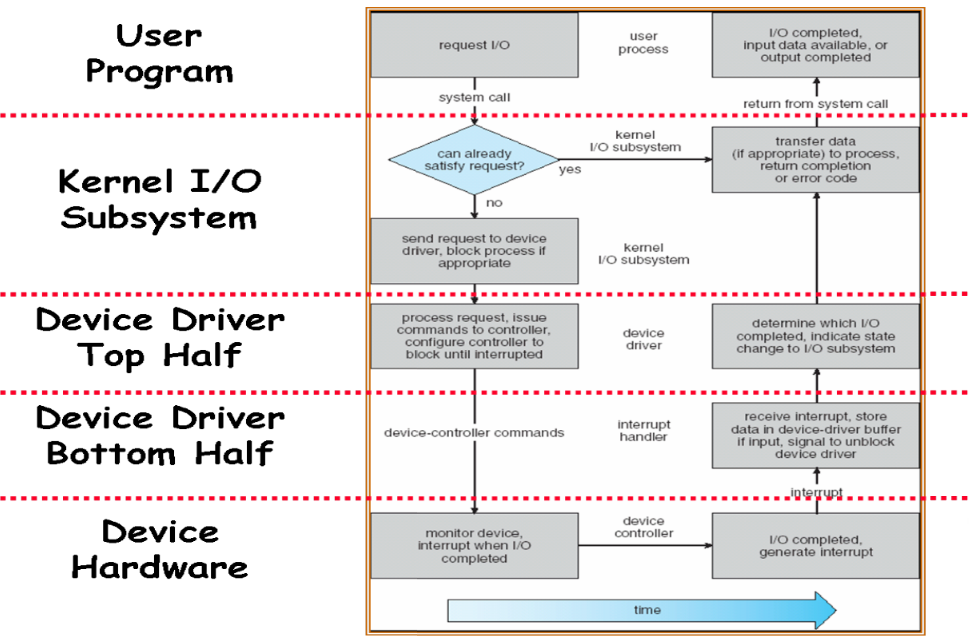 User
Program
request I/O
user
process
I/O completed,
input data available, or
output completed
system call
return from system call
Kernel I/O
Subsystem
can already
satisfy request?
yes
no
kernel
I/O subsystem
transfer data
(if appropriate) to process,
return completion
or error code
send request to device
driver, block process if
appropriate
kernel
I/O subsystem
Device Driver
Top Half
process request, issue
commands to controller,
configure controller to
block until interrupted
device
driver
determine which I/O
completed, indicate state
change to I/O subsystem
Device Driver
Bottom Half
device-controller commands
interrupt
handler
receive interrupt, store
data in device-driver buffer
if input, signal to unblock
device driver
interrupt
Device
Hardware
monitor device,
interrupt when I/O
completed
device
controller
I/O completed,
generate interrupt
time